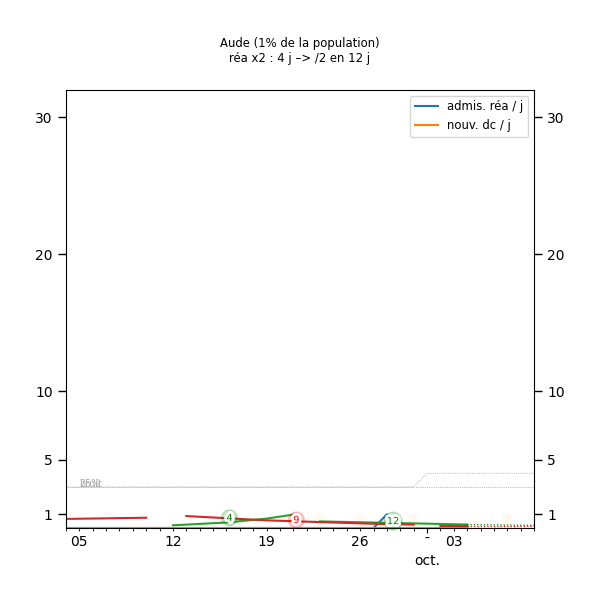 Aude (1% de la population)
réa x2 : 4 j –> /2 en 12 j
admis. réa / j
nouv. dc / j
30 30
20 20
10 10
5 5
1 1
4 9 12
05 12 19 26 - 03
oct.